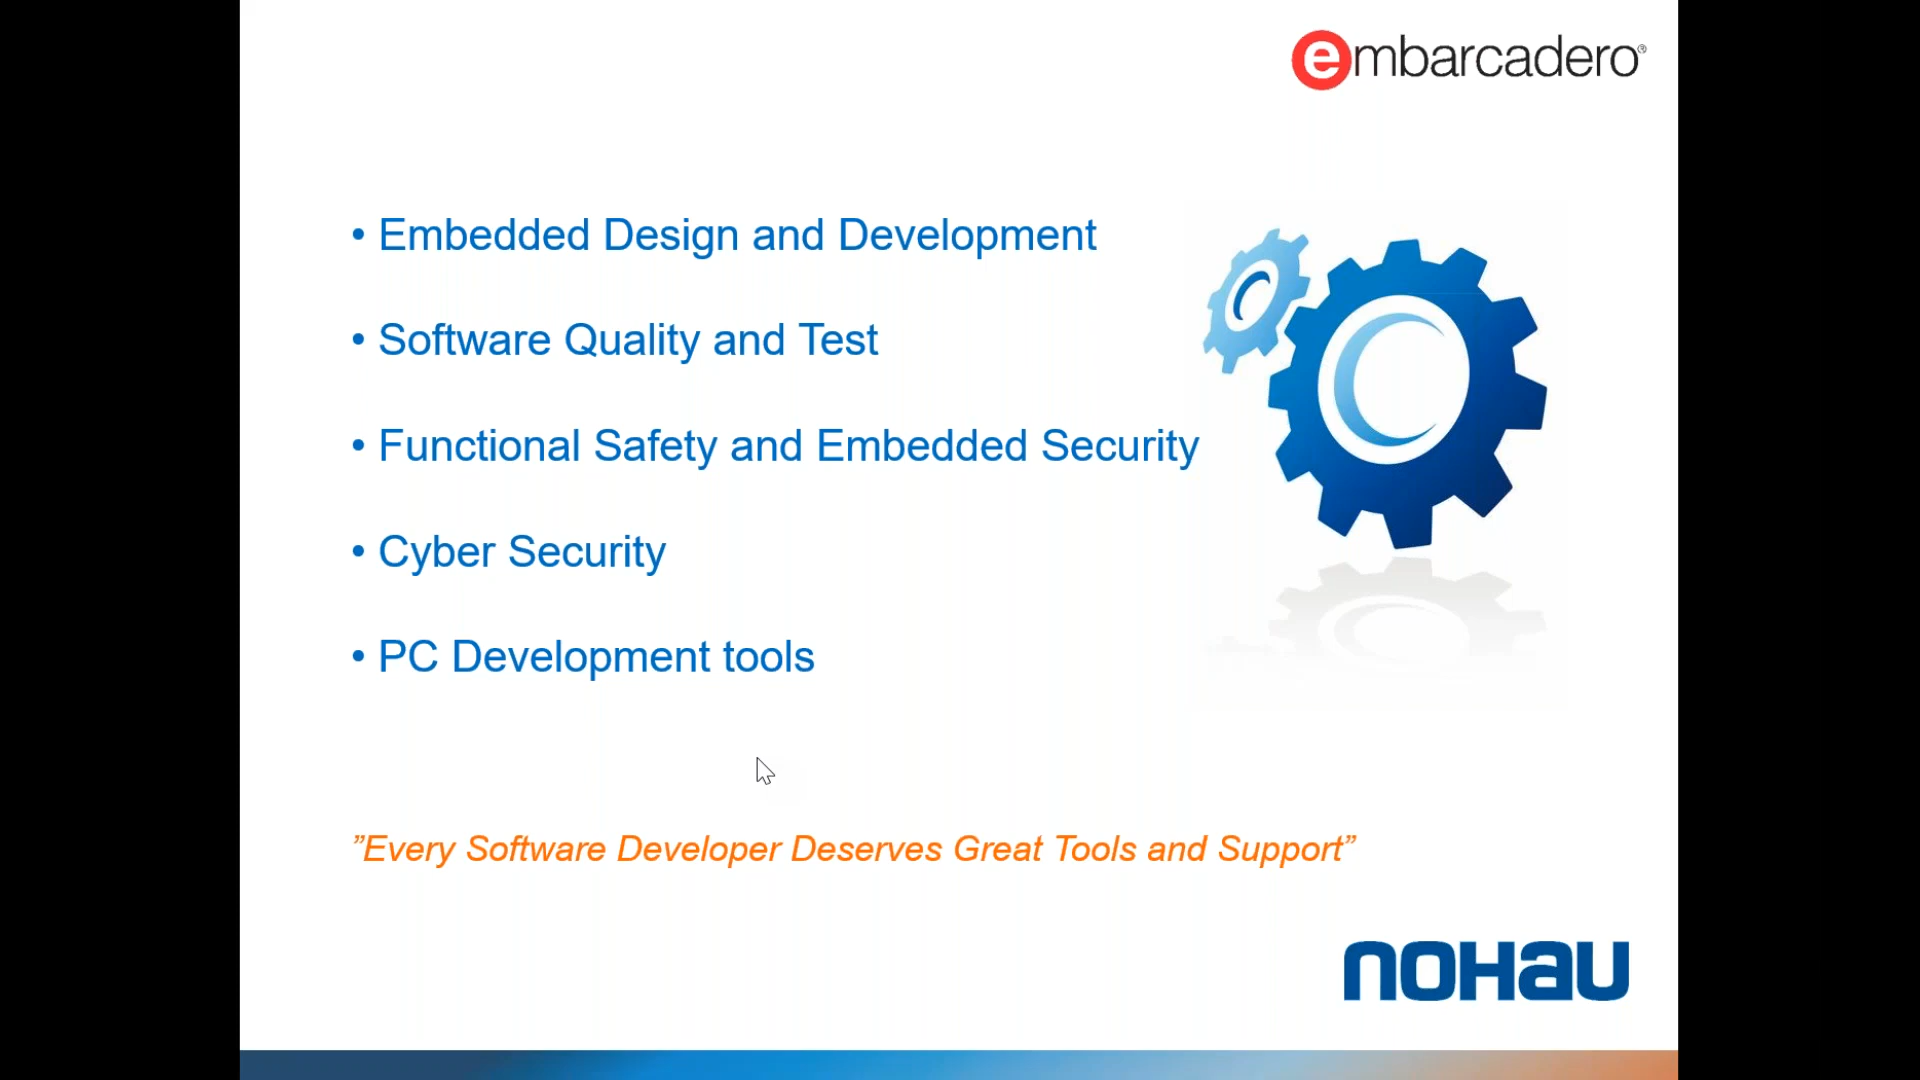 embarcadero®
• Embedded Design and Development
• Software Quality and Test
• Functional Safety and Embedded Security
• Cyber Security
• PC Development tools
”Every Software Developer Deserves Great Tools and Support”
nOHaU